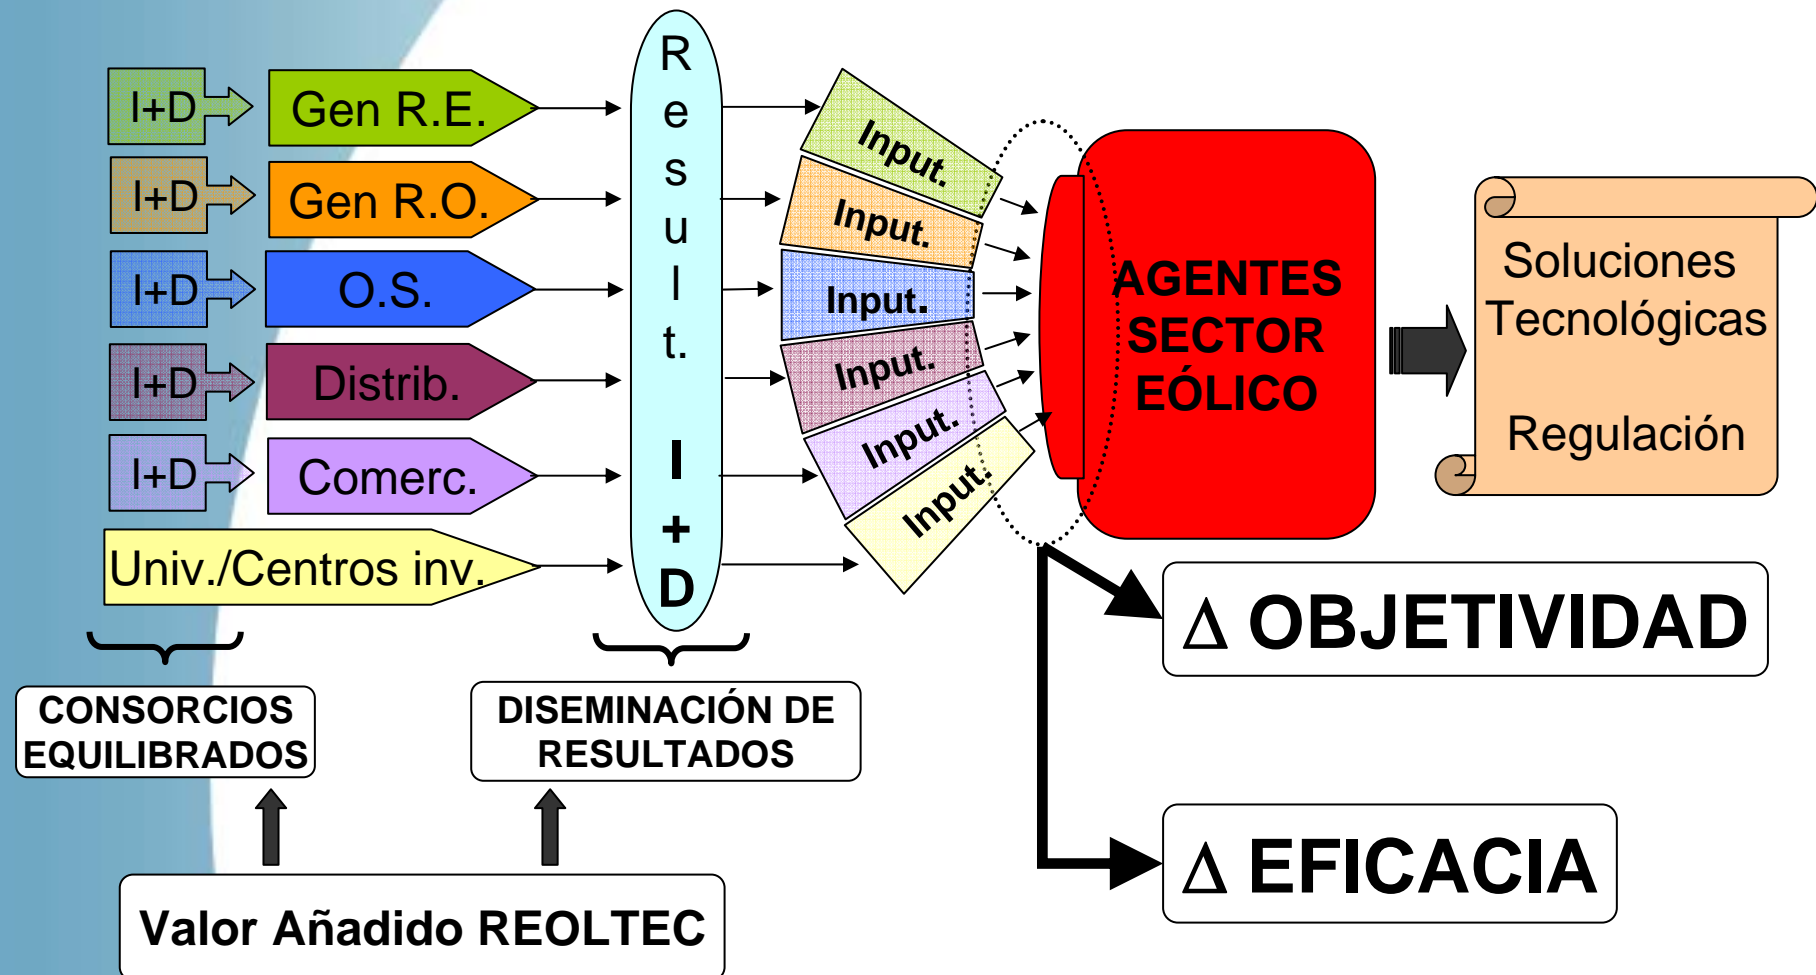 I+D
Gen R.E.
I+D
Gen R.O.
I+D
O.S.
I+D
Distrib.
I+D
Comerc.
Univ./Centros inv.
Result. I+D
Input.
Input.
Input.
Input.
Input.
Input.
AGENTES
SECTOR
EÓLICO
Soluciones
Tecnológicas
Regulación
CONSORCIOS
EQUILIBRADOS
DISEMINACIÓN DE
RESULTADOS
Δ OBJETIVIDAD
Δ EFICACIA
Valor Añadido REOLTEC